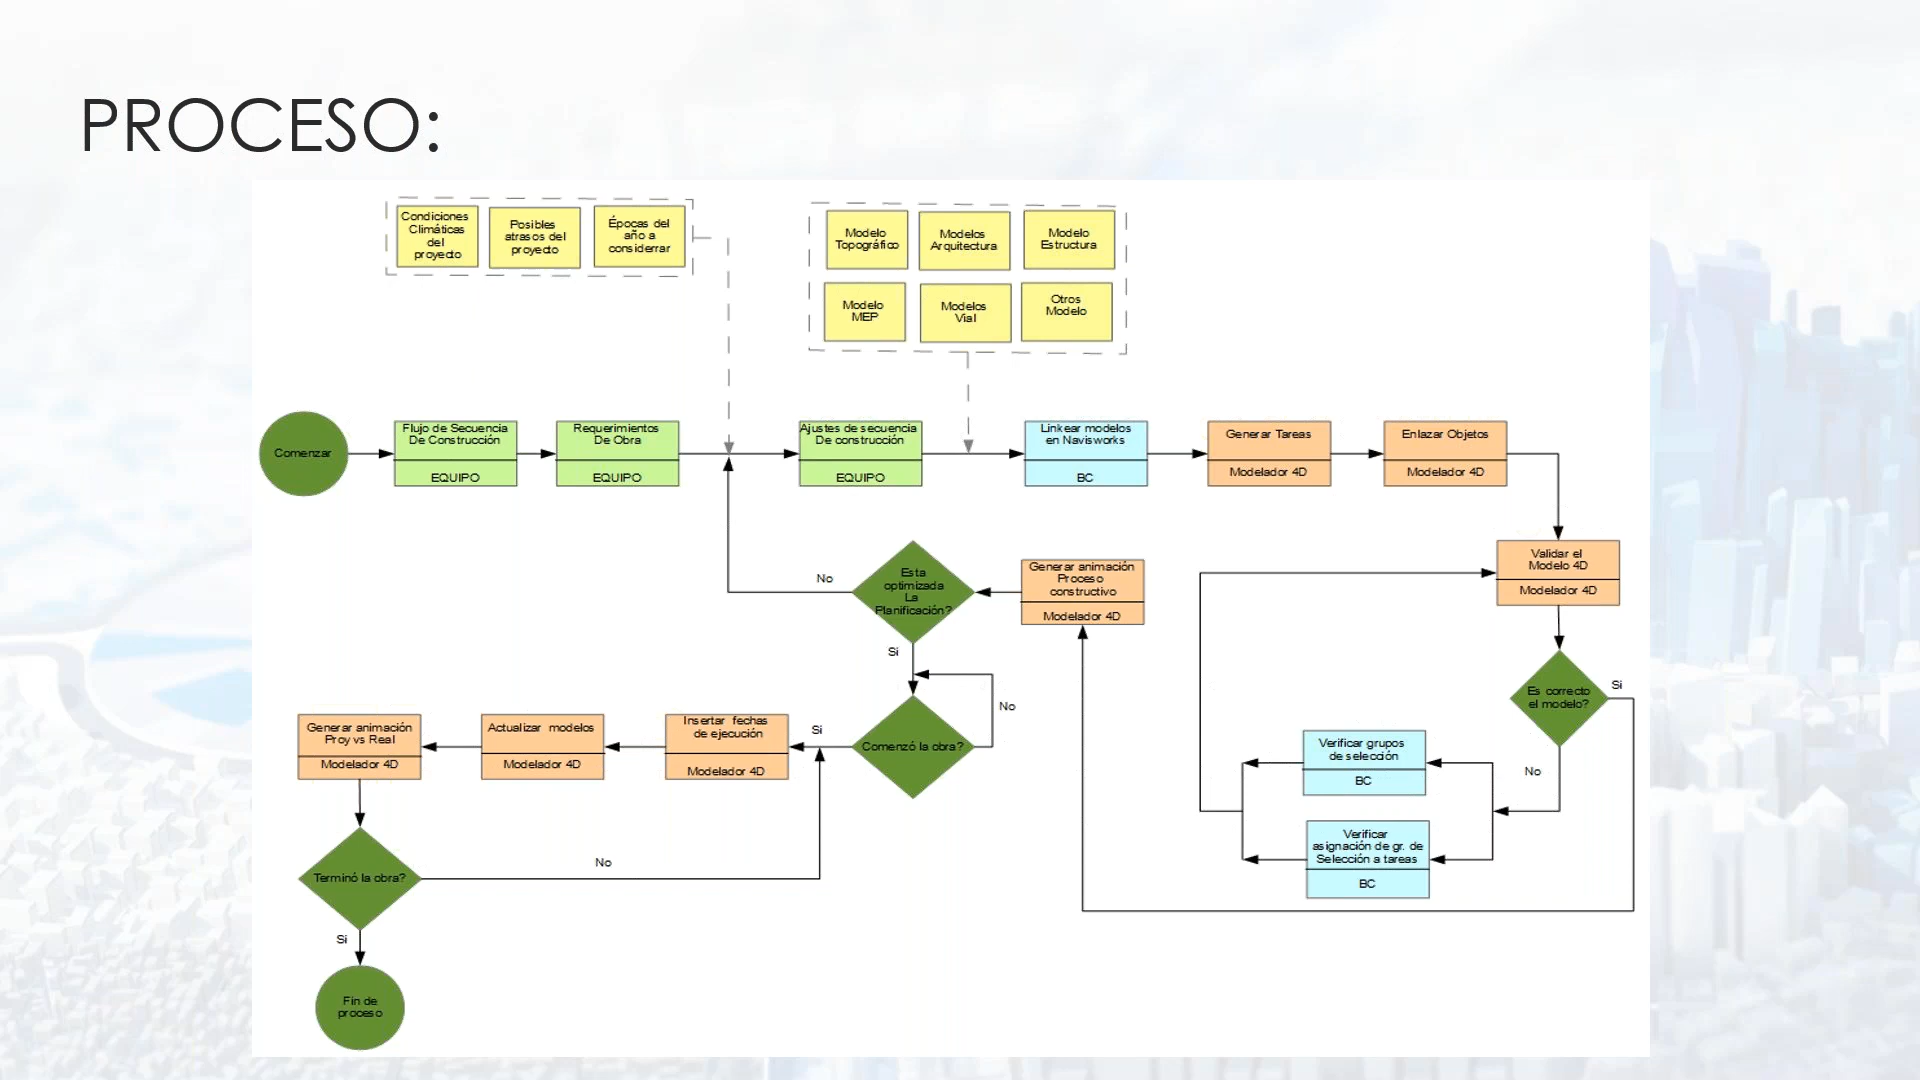 PROCESO:
Condiciones
Climáticas
del
proyecto
Posibles
atrasos del
proyecto
Épocas del
año a
considerrar
Modelo
Topográfico
Modelos
Arquitectura
Modelo
Estructura
Modelo
MEP
Modelos
Vial
Otros
Modelo
Comenzar
Flujo de Secuencia
De Construcción
EQUIPO
Requerimientos
De Obra
EQUIPO
Ajustes de secuencia
De construcción
EQUIPO
Linkear modelos
en Navisworks
BC
Generar Tareas
Modelador 4D
Enlazar Objetos
Modelador 4D
Validar el
Modelo 4D
Modelador 4D
Es correcto
el modelo?
Si
No
Verificar grupos
de selección
BC
Verificar
asignación de gr. de
Selección a tareas
BC
Generar animación
Proceso
constructivo
Modelador 4D
Esta
optimizada
La
Planificación?
No
Si
Comenzó la obra?
No
Si
Insertar fechas
de ejecución
Modelador 4D
Actualizar modelos
Modelador 4D
Generar animación
Proy vs Real
Modelador 4D
Terminó la obra?
No
Si
Fin de
proceso